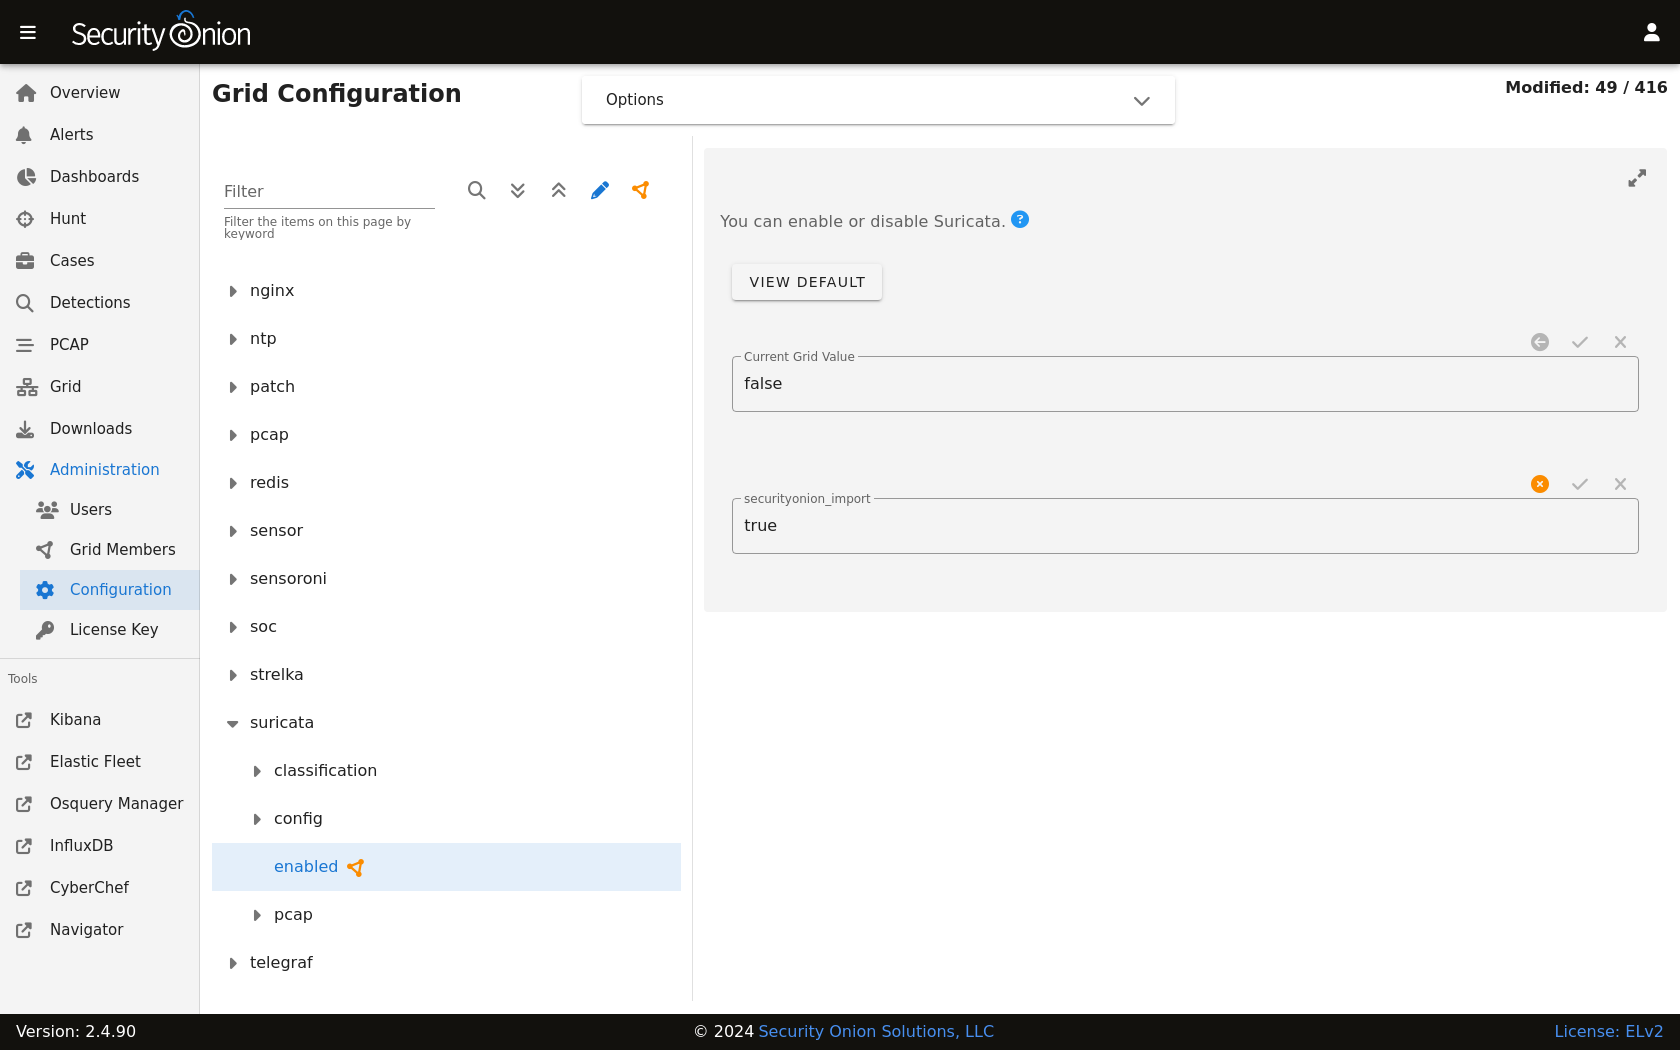 Security Onion
Overview
Alerts
Dashboards
Hunt
Cases
Detections
PCAP
Grid
Downloads
Administration
Users
Grid Members
Configuration
License Key
Tools
Kibana
Elastic Fleet
Osquery Manager
InfluxDB
CyberChef
Navigator
Grid Configuration
Options
Modified: 49 / 416
Filter
Filter the items on this page by
keyword
nginx
ntp
patch
pcap
redis
sensor
sensoroni
soc
strelka
suricata
classification
config
enabled
pcap
telegraf
You can enable or disable Suricata. ?
VIEW DEFAULT
Current Grid Value
false
securityonion_import
true
Version: 2.4.90
© 2024 Security Onion Solutions, LLC
License: ELv2